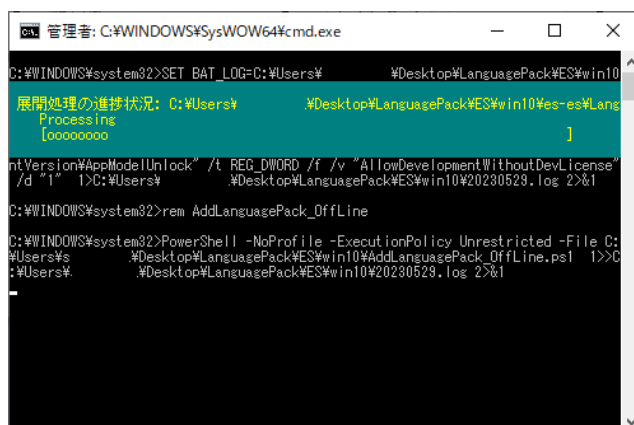 管理者: C:¥WINDOWS¥SysWOW64¥cmd.exe
C:¥WINDOWS¥system32>SET BAT_LOG=C:¥Users¥ ¥Desktop¥LanguagePack¥ES¥win10
展開処理の進捗状況: C:¥Users¥ .¥Desktop¥LanguagePack¥ES¥win10¥es-es¥Lang
Processing
[oooooooo ]
ntVersion¥AppModelUnlock" /t REG_DWORD /f /v "AllowDevelopmentWithoutDevLicense"
/d "1" 1>C:¥Users¥ .¥Desktop¥LanguagePack¥ES¥win10¥20230529.log 2>&1
C:¥WINDOWS¥system32>rem AddLanguagePack_OffLine
C:¥WINDOWS¥system32>PowerShell -NoProfile -ExecutionPolicy Unrestricted -File C:
¥Users¥s .¥Desktop¥LanguagePack¥ES¥win10¥AddLanguagePack_OffLine.ps1 1>>C
:¥Users¥. .¥Desktop¥LanguagePack¥ES¥win10¥20230529.log 2>&1